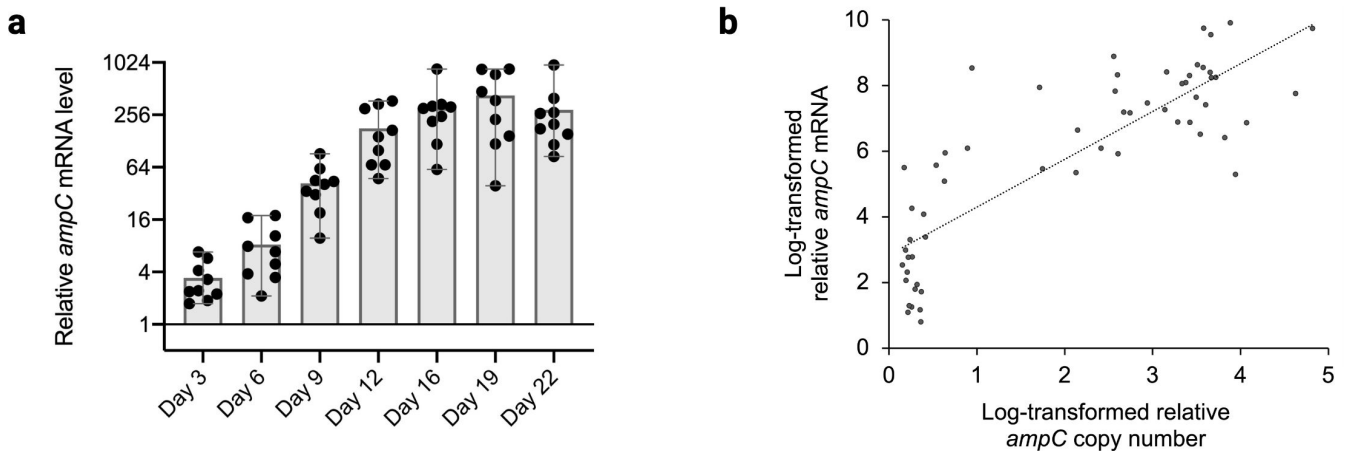 a
Relative ampC mRNA level
1024
256
64
16
4
1
Day 3
Day 6
Day 9
Day 12
Day 16
Day 19
Day 22
b
Log-transformed
relative ampC mRNA
10
8
6
4
2
0
0 1 2 3 4 5
Log-transformed relative
ampC copy number